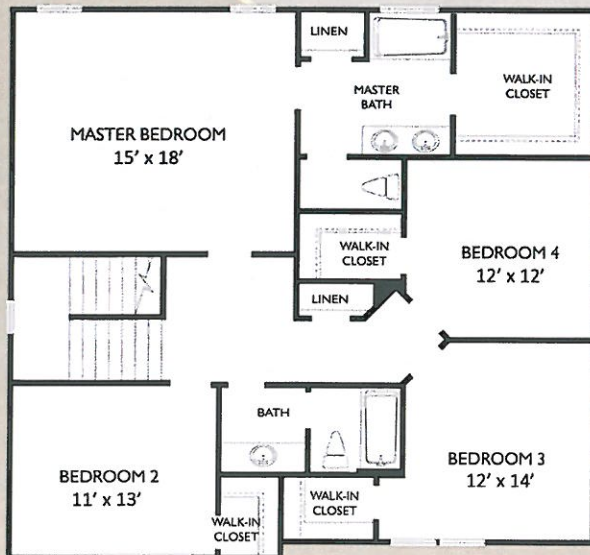 LINEN
MASTER
BATH
WALK-IN
CLOSET
MASTER BEDROOM
15' x 18'
WALK-IN
CLOSET
BEDROOM 4
12' x 12'
LINEN
BATH
BEDROOM 2
11' x 13'
WALK-IN
CLOSET
WALK-IN
CLOSET
BEDROOM 3
12' x 14'